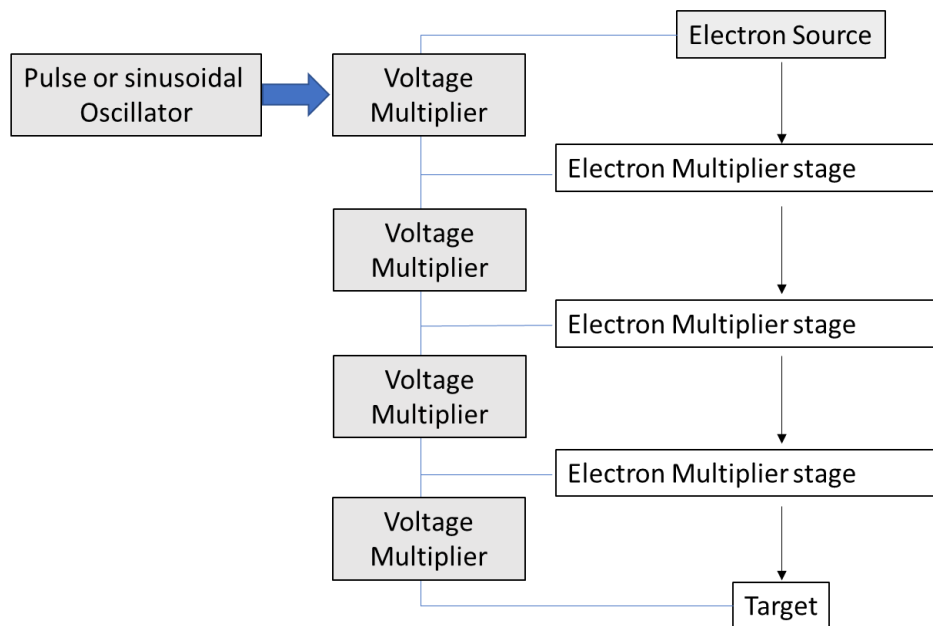 Electron Source
Pulse or sinusoidal
Oscillator
Voltage
Multiplier
Electron Multiplier stage
Voltage
Multiplier
Electron Multiplier stage
Voltage
Multiplier
Electron Multiplier stage
Voltage
Multiplier
Target